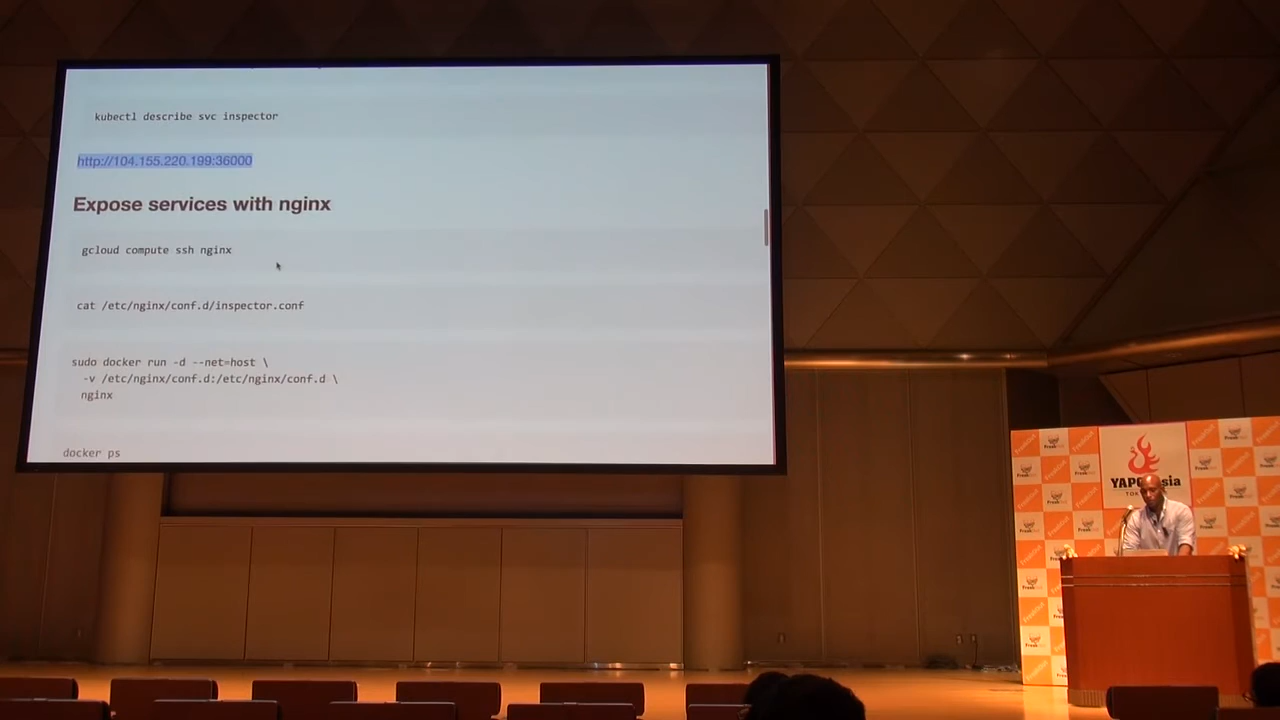 kubectl describe svc inspector
http://104.155.220.199:36000
Expose services with nginx
gcloud compute ssh nginx
cat /etc/nginx/conf.d/inspector.conf
sudo docker run -d --net=host \
-v /etc/nginx/conf.d:/etc/nginx/conf.d \
nginx
docker ps
FreakOut